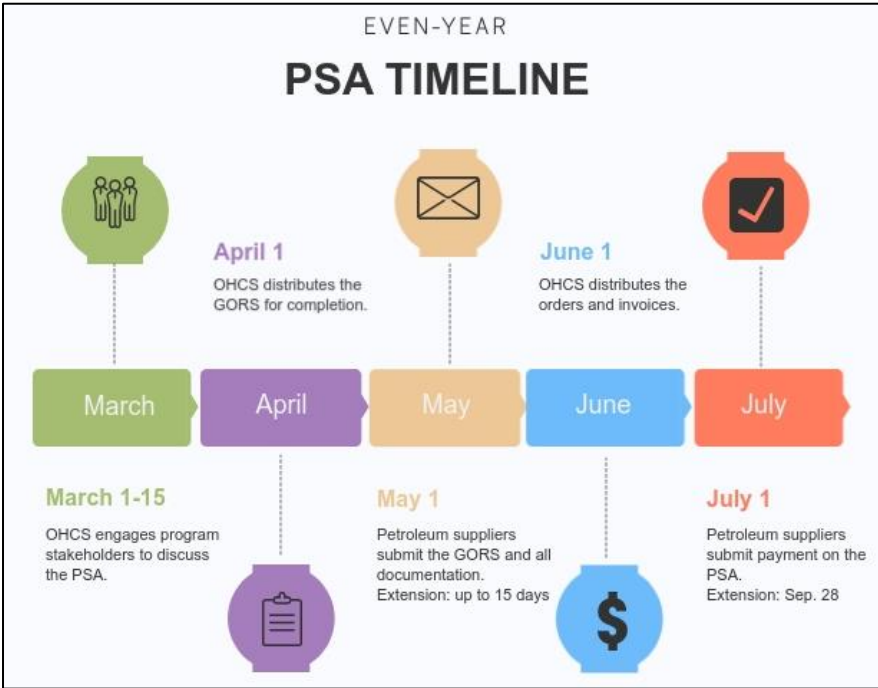 EVEN-YEAR
PSA TIMELINE
April 1
OHCS distributes the
GORS for completion.
June 1
OHCS distributes the
orders and invoices.
March
April
May
June
July
March 1-15
OHCS engages program
stakeholders to discuss
the PSA.
May 1
Petroleum suppliers
submit the GORS and all
documentation.
Extension: up to 15 days
July 1
Petroleum suppliers
submit payment on the
PSA.
Extension: Sep. 28
$